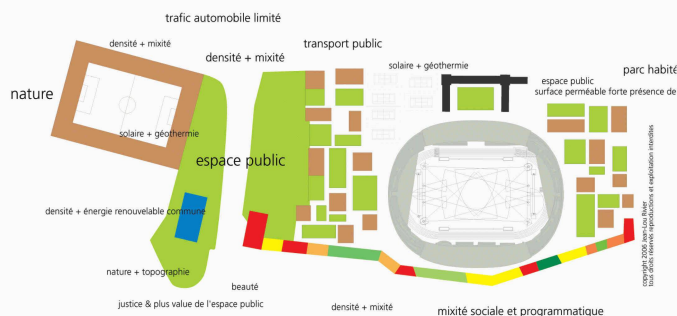 trafic automobile limité
densité + mixité
densité + mixité
transport public
solaire + géothermie
parc habité
espace public
surface perméable forte présence de
nature
solaire + géothermie
espace public
densité + énergie renouvelable commune
nature + topographie
beauté
justice & plus value de l'espace public
densité + mixité
mixité sociale et programmatique
copyright 2006 Jean-Lou Rivier
tous droits réservés reproductions et exploitation interdites